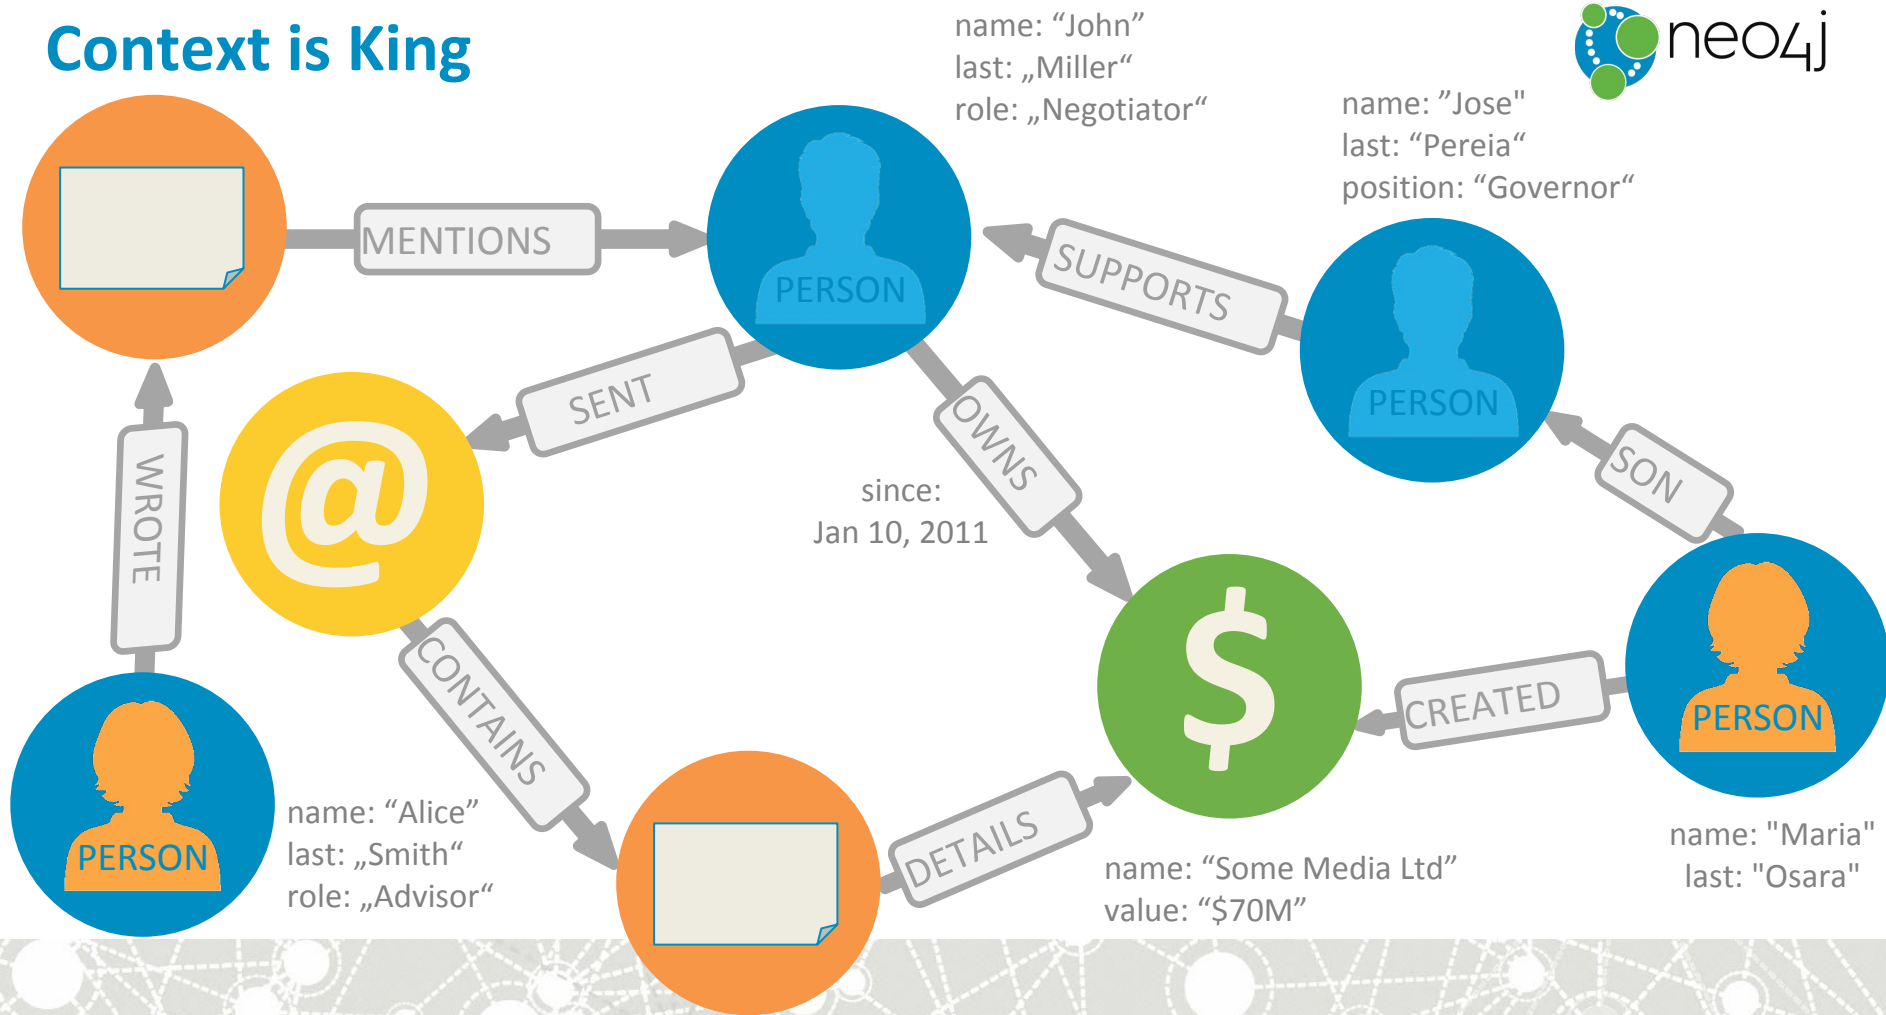 Context is King
name: “John”
last: „Miller“
role: „Negotiator“
neo4j
name: ”Jose"
last: “Pereia“
position: “Governor“
MENTIONS
PERSON
SUPPORTS
PERSON
SENT
OWNS
SON
since:
Jan 10, 2011
WROTE
@
$
CONTAINS
CREATED
PERSON
DETAILS
name: “Alice”
last: „Smith“
role: „Advisor“
PERSON
name: “Some Media Ltd”
value: “$70M”
name: "Maria"
last: "Osara"